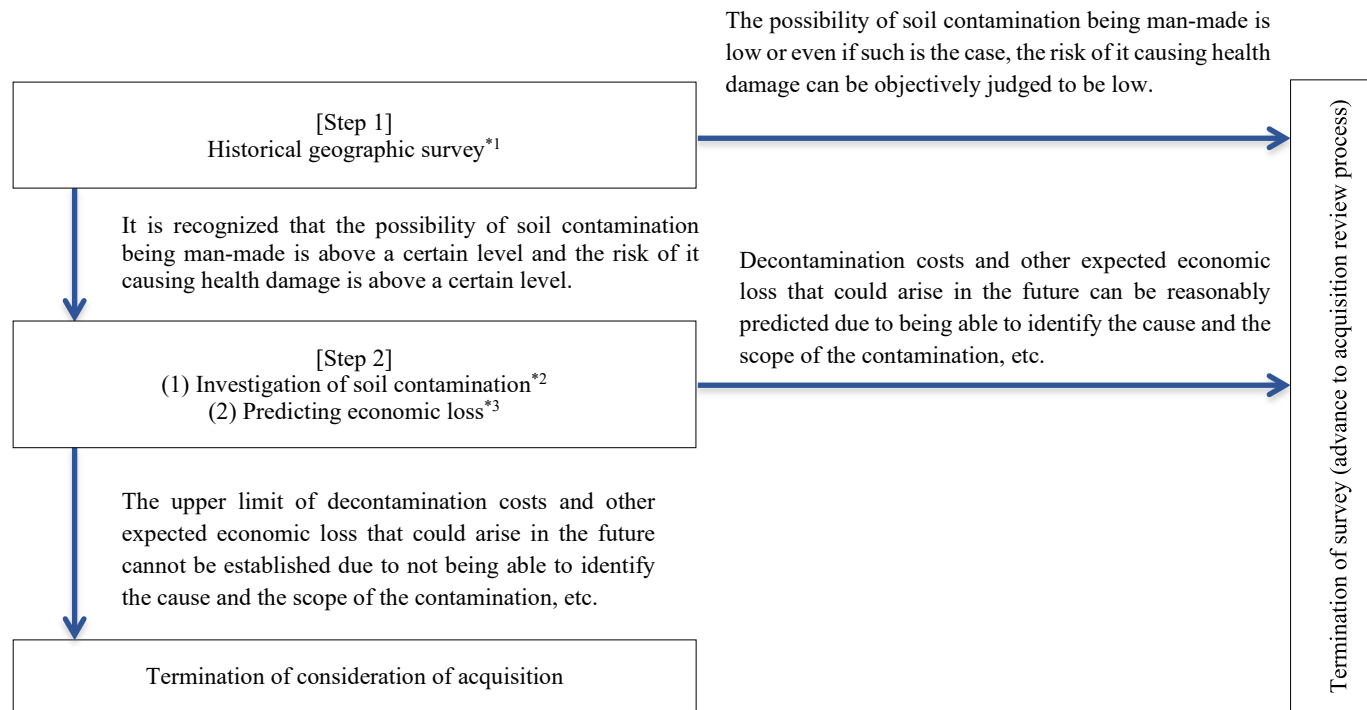 The possibility of soil contamination being man-made is
low or even if such is the case, the risk of it causing health
damage can be objectively judged to be low.
[Step 1]
Historical geographic survey*1
It is recognized that the possibility of soil contamination
being man-made is above a certain level and the risk of it
causing health damage is above a certain level.
Decontamination costs and other expected economic
loss that could arise in the future can be reasonably
predicted due to being able to identify the cause and the
scope of the contamination, etc.
[Step 2]
(1) Investigation of soil contamination*2
(2) Predicting economic loss*3
The upper limit of decontamination costs and other
expected economic loss that could arise in the future
cannot be established due to not being able to identify
the cause and the scope of the contamination, etc.
Termination of consideration of acquisition
Termination of survey (advance to acquisition review process)